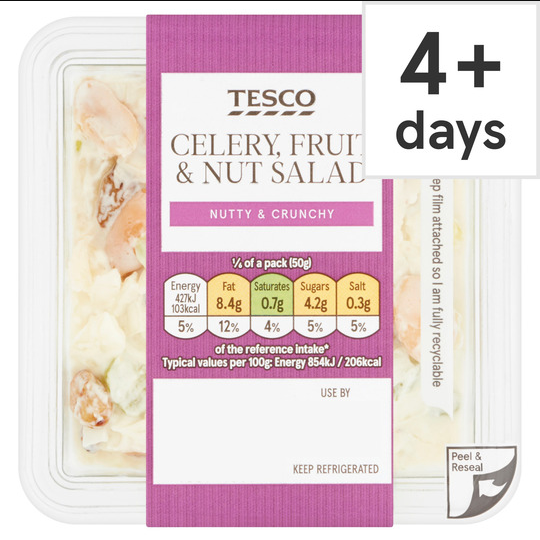 4+
days
TESCO
CELERY, FRUIT
& NUT SALAD
NUTTY & CRUNCHY
of a pack (50g)
Energy
427kJ
103kcal
5%
Fat
8.4g
12%
Saturates
0.7g
4%
Sugars
4.2g
5%
Salt
0.3g
5%
of the reference intake*
Typical values per 100g: Energy 854kJ / 206kcal
USE BY
KEEP REFRIGERATED
ep film attached so I am fully recyclable
Peel &
Reseal